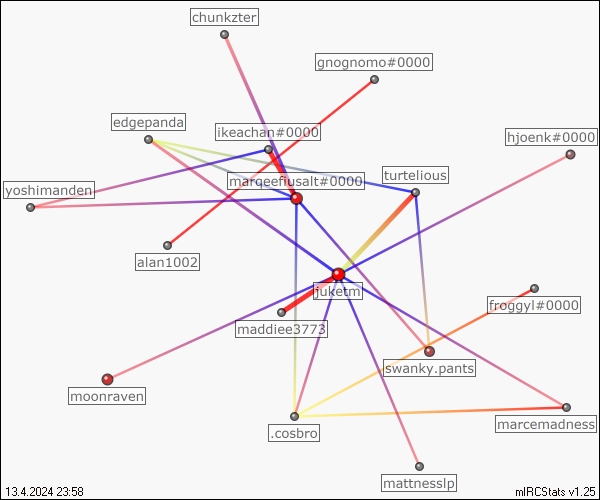 chunkzter
gnognomo#0000
edgepanda
ikeachan#0000
hjoenk#0000
turtelious
marqeeflusalt#0000
yoshimanden
alan1002
juketm
froggyl#0000
maddiee3773
swanky.pants
moonraven
marcemadness
.cosbro
mattnesslp
13.4.2024 23:58
mIRCStats v1.25